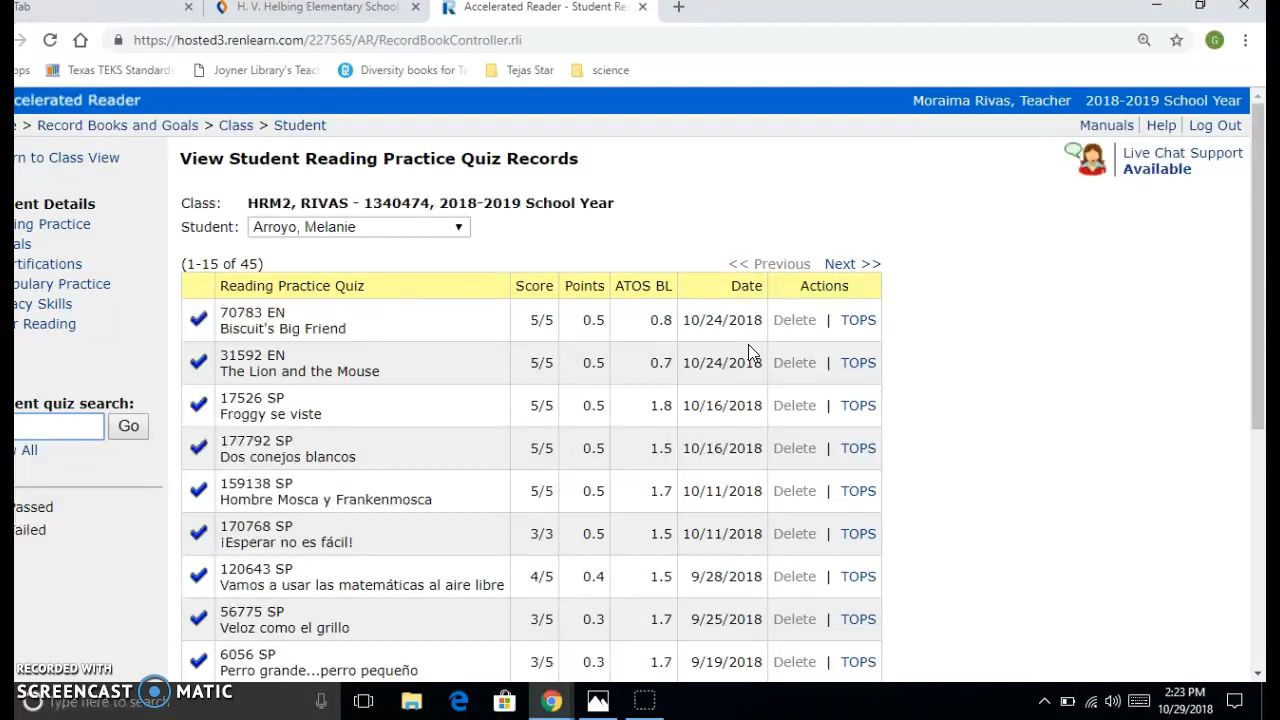 Tab
H. V. Helbing Elementary School
Accelerated Reader - Student Re
https://hosted3.renlearn.com/227565/AR/RecordBookController.rli
G
ops
Texas TEKS Standards
Joyner Library's Teac
Diversity books for Te
Tejas Star
science
celerated Reader
Moraima Rivas, Teacher 2018-2019 School Year
e > Record Books and Goals > Class > Student
Manuals | Help | Log Out
rn to Class View
View Student Reading Practice Quiz Records
Live Chat Support
Available
ent Details
Class: HRM2, RIVAS - 1340474, 2018-2019 School Year
ing Practice
Student: Arroyo, Melanie
als
(1-15 of 45) << Previous Next >>
rtifications
bulary Practice
acy Skills
r Reading
Reading Practice Quiz Score Points ATOS BL Date Actions
70783 EN
Biscuit's Big Friend 5/5 0.5 0.8 10/24/2018 Delete | TOPS
31592 EN
The Lion and the Mouse 5/5 0.5 0.7 10/24/2018 Delete | TOPS
ent quiz search:
Go
All
17526 SP
Froggy se viste 5/5 0.5 1.8 10/16/2018 Delete | TOPS
177792 SP
Dos conejos blancos 5/5 0.5 1.5 10/16/2018 Delete | TOPS
159138 SP
Hombre Mosca y Frankenmosca 5/5 0.5 1.7 10/11/2018 Delete | TOPS
170768 SP
¡Esperar no es fácil! 3/3 0.5 1.5 10/11/2018 Delete | TOPS
assed
ailed
120643 SP
Vamos a usar las matemáticas al aire libre 4/5 0.4 1.5 9/28/2018 Delete | TOPS
56775 SP
Veloz como el grillo 3/5 0.3 1.7 9/25/2018 Delete | TOPS
6056 SP
Perro grande...perro pequeño 3/5 0.3 1.7 9/19/2018 Delete | TOPS
RECORDED WITH
SCREENCAST MATIC
Type here to search
2:23 PM
10/29/2018